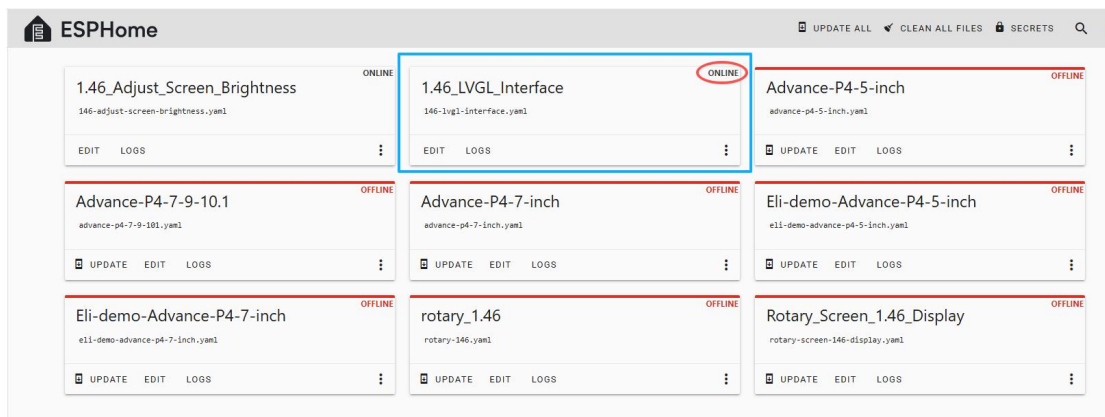 ESPHome
UPDATE ALL CLEAN ALL FILES SECRETS
ONLINE
1.46_Adjust_Screen_Brightness
146-adjust-screen-brightness.yaml
EDIT LOGS
ONLINE
1.46_LVGL_Interface
146-lvgl-interface.yaml
EDIT LOGS
OFFLINE
Advance-P4-5-inch
advance-p4-5-inch.yaml
UPDATE EDIT LOGS
OFFLINE
Advance-P4-7-9-10.1
advance-p4-7-9-101.yaml
UPDATE EDIT LOGS
OFFLINE
Advance-P4-7-inch
advance-p4-7-inch.yaml
UPDATE EDIT LOGS
OFFLINE
Eli-demo-Advance-P4-5-inch
eli-demo-advance-p4-5-inch.yaml
UPDATE EDIT LOGS
OFFLINE
Eli-demo-Advance-P4-7-inch
eli-demo-advance-p4-7-inch.yaml
UPDATE EDIT LOGS
OFFLINE
rotary_1.46
rotary-146.yaml
UPDATE EDIT LOGS
OFFLINE
Rotary_Screen_1.46_Display
rotary-screen-146-display.yaml
UPDATE EDIT LOGS